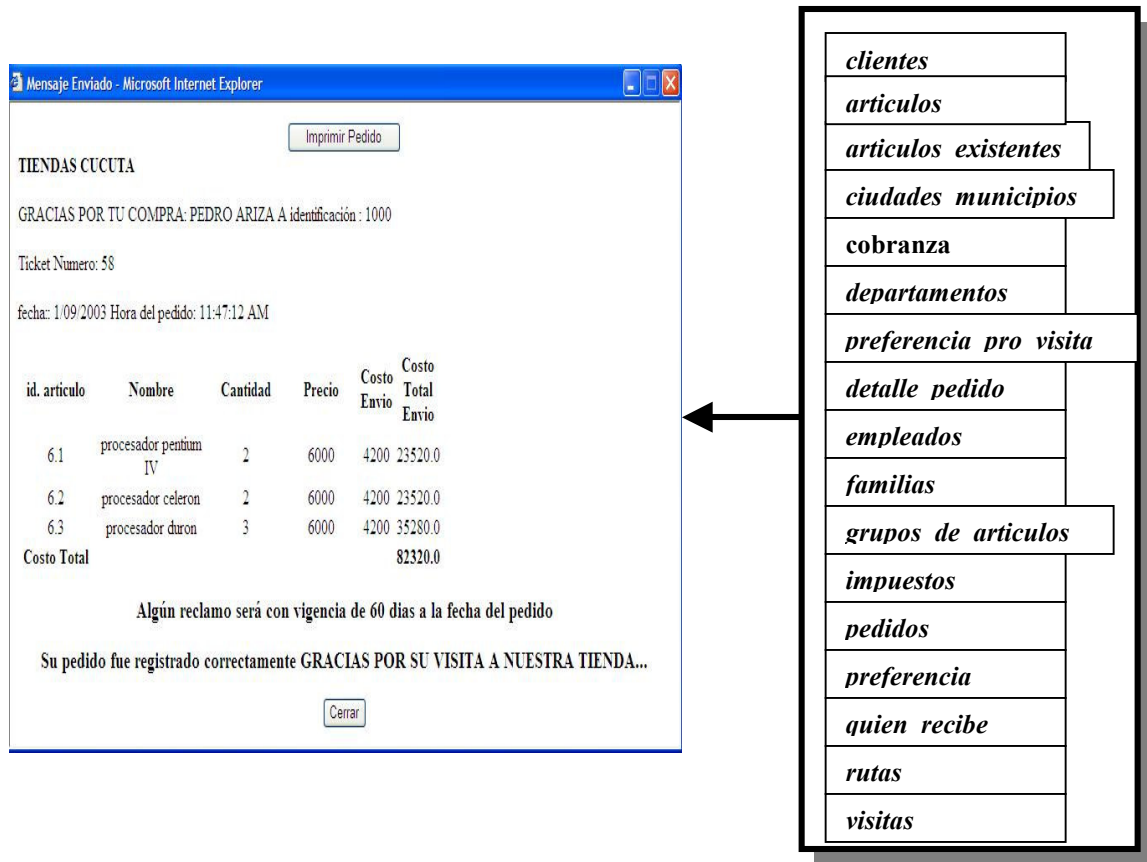 Mensaje Enviado - Microsoft Internet Explorer
Imprimir Pedido
TIENDAS CUCUTA
GRACIAS POR TU COMPRA: PEDRO ARIZA A identificación : 1000
Ticket Numero: 58
fecha:: 1/09/2003 Hora del pedido: 11:47:12 AM
id. articulo Nombre Cantidad Precio Costo Envio Costo Total Envio
6.1 procesador pentium IV 2 6000 4200 23520.0
6.2 procesador celeron 2 6000 4200 23520.0
6.3 procesador duron 3 6000 4200 35280.0
Costo Total 82320.0
Algún reclamo será con vigencia de 60 dias a la fecha del pedido
Su pedido fue registrado correctamente GRACIAS POR SU VISITA A NUESTRA TIENDA...
Cerrar
clientes
articulos
articulos existentes
ciudades municipios
cobranza
departamentos
preferencia pro visita
detalle pedido
empleados
familias
grupos de articulos
impuestos
pedidos
preferencia
quien recibe
rutas
visitas